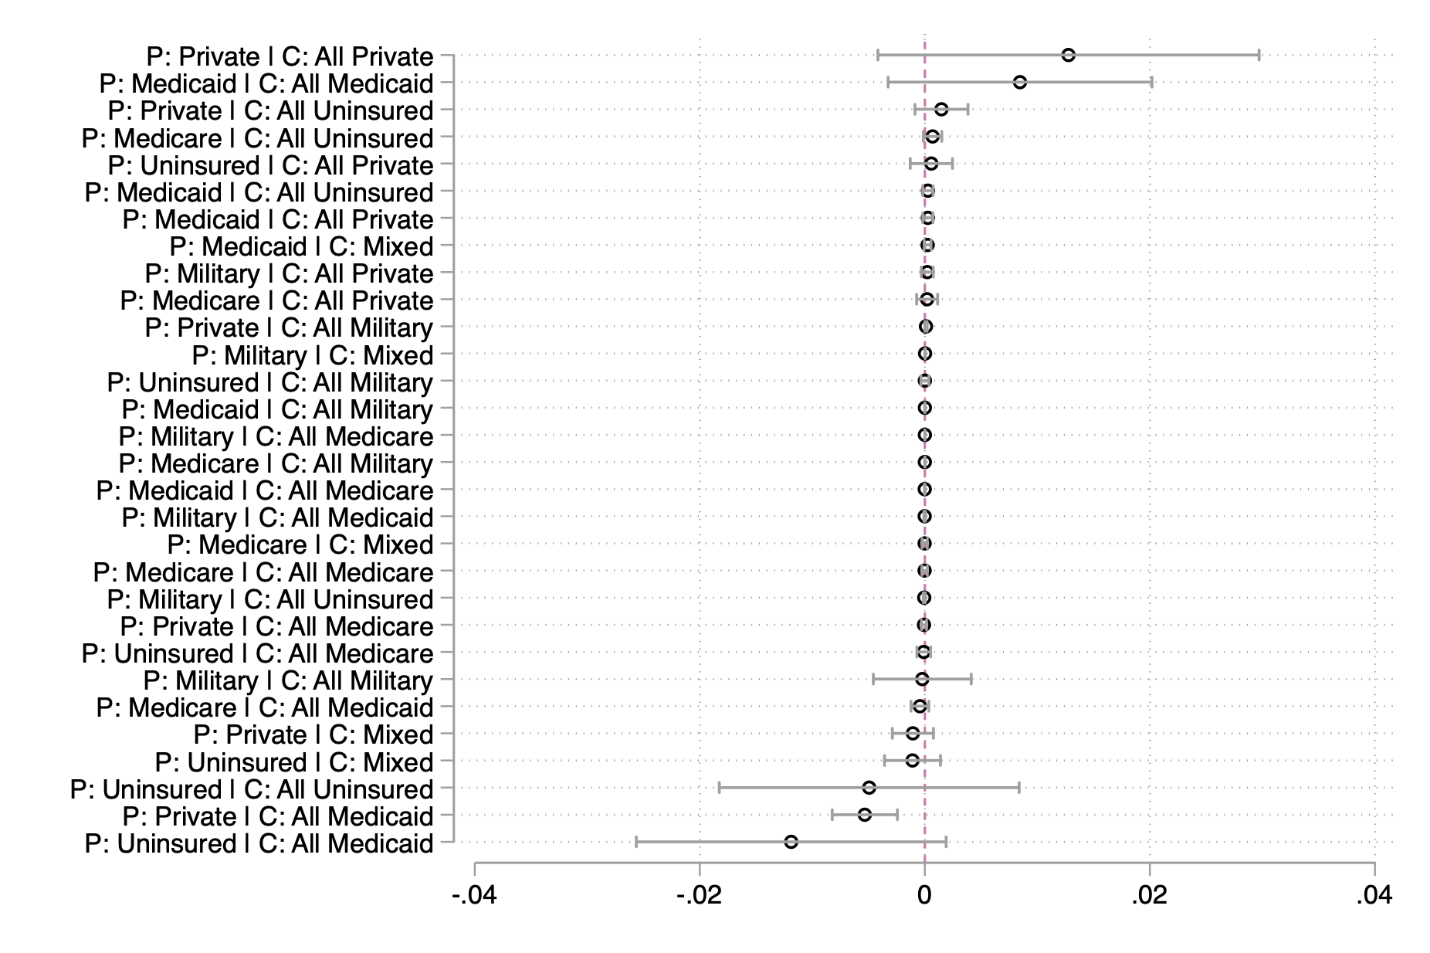 P: Private | C: All Private
P: Medicaid | C: All Medicaid
P: Private | C: All Uninsured
P: Medicare | C: All Uninsured
P: Uninsured | C: All Private
P: Medicaid | C: All Uninsured
P: Medicaid | C: All Private
P: Medicaid | C: Mixed
P: Military | C: All Private
P: Medicare | C: All Private
P: Private | C: All Military
P: Military | C: Mixed
P: Uninsured | C: All Military
P: Medicaid | C: All Military
P: Military | C: All Medicare
P: Medicare | C: All Military
P: Medicaid | C: All Medicare
P: Military | C: All Medicaid
P: Medicare | C: Mixed
P: Medicare | C: All Medicare
P: Military | C: All Uninsured
P: Private | C: All Medicare
P: Uninsured | C: All Medicare
P: Military | C: All Military
P: Medicare | C: All Medicaid
P: Private | C: Mixed
P: Uninsured | C: Mixed
P: Uninsured | C: All Uninsured
P: Private | C: All Medicaid
P: Uninsured | C: All Medicaid
-.04 -.02 0 .02 .04